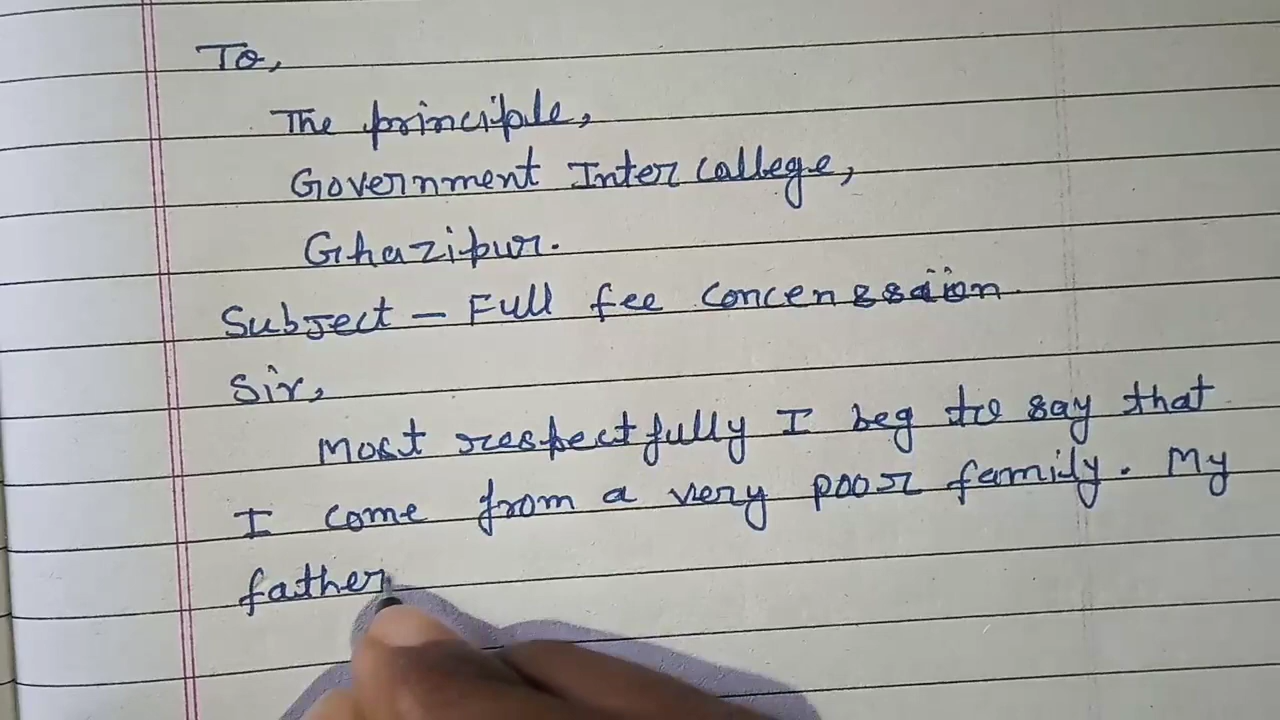 To,
The principle,
Government Inter College,
Ghazipur.
Subject - Full fee concenssion.
Sir,
Most respectfully I beg to say that
I come from a very poor family. My
father